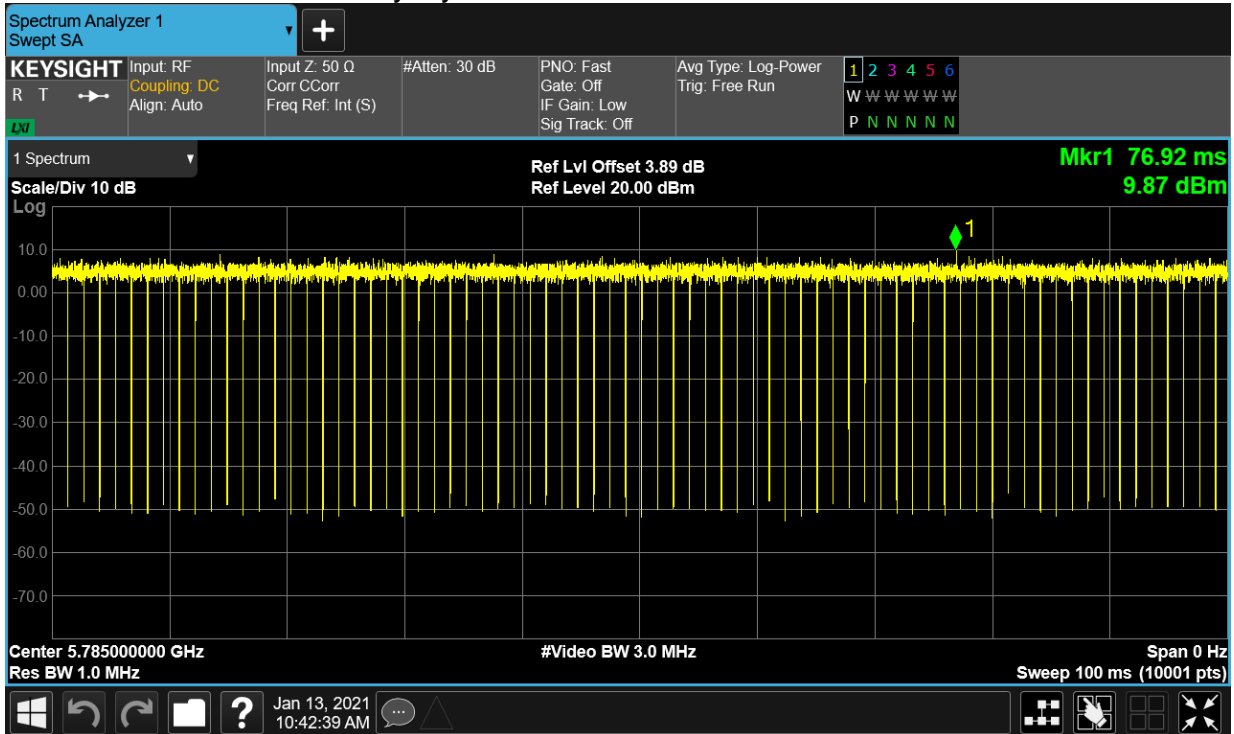 Spectrum Analyzer 1
Swept SA
KEYSIGHT
R T
LXI
Input: RF
Coupling: DC
Align: Auto
Input Z: 50 Ω
Corr CCorr
Freq Ref: Int (S)
#Atten: 30 dB
PNO: Fast
Gate: Off
IF Gain: Low
Sig Track: Off
Avg Type: Log-Power
Trig: Free Run
1 2 3 4 5 6
W W W W W W
P N N N N N
1 Spectrum
Scale/Div 10 dB
Log
Ref Lvl Offset 3.89 dB
Ref Level 20.00 dBm
Mkr1 76.92 ms
9.87 dBm
1
10.0
0.00
-10.0
-20.0
-30.0
-40.0
-50.0
-60.0
-70.0
Center 5.785000000 GHz
Res BW 1.0 MHz
#Video BW 3.0 MHz
Span 0 Hz
Sweep 100 ms (10001 pts)
?
Jan 13, 2021
10:42:39 AM